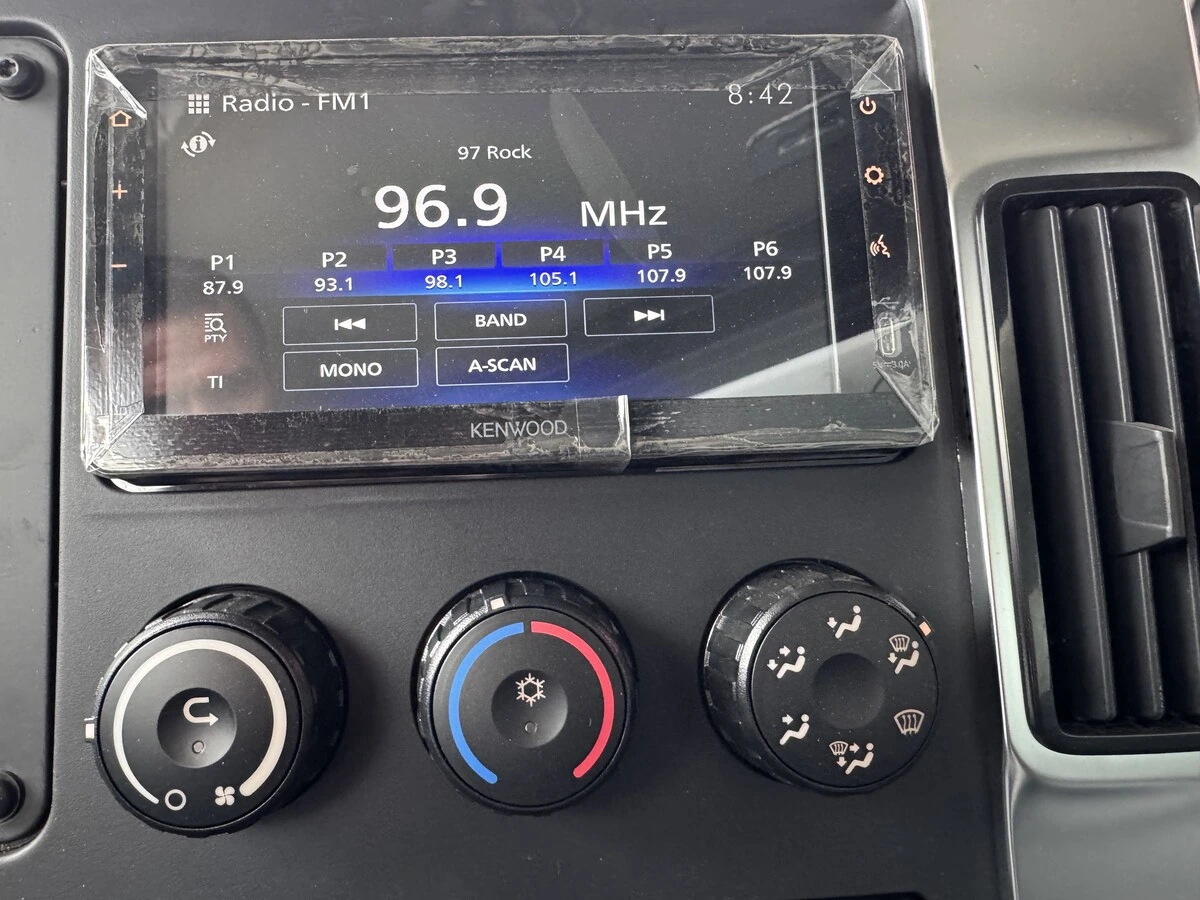 Radio - FM1
8:42
97 Rock
96.9 MHz
P1 P2 P3 P4 P5 P6
87.9 93.1 98.1 105.1 107.9 107.9
BAND
PTY
MONO A-SCAN
TI
KENWOOD